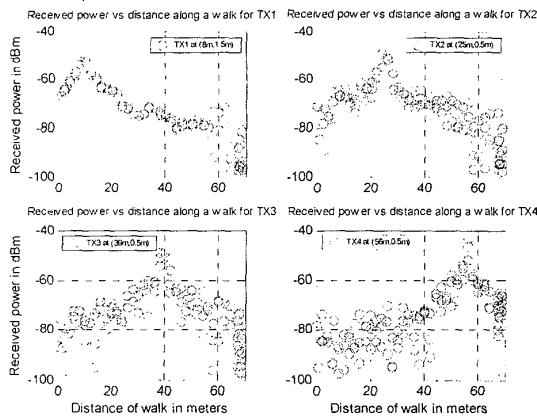 Received power vs distance along a walk for TX1
Received power vs distance along a walk for TX2
-40
-60
-80
-100
Received power in dBm
TX1 at (8m,1.5m)
0
20
40
60
-40
-60
-80
-100
TX2 at (25m,0.5m)
0
20
40
60
Received power vs distance along a walk for TX3
Received power vs distance along a walk for TX4
-40
-60
-80
-100
Received power in dBm
TX3 at (39m,0.5m)
0
20
40
60
Distance of walk in meters
-40
-60
-80
-100
TX4 at (56m,0.5m)
0
20
40
60
Distance of walk in meters